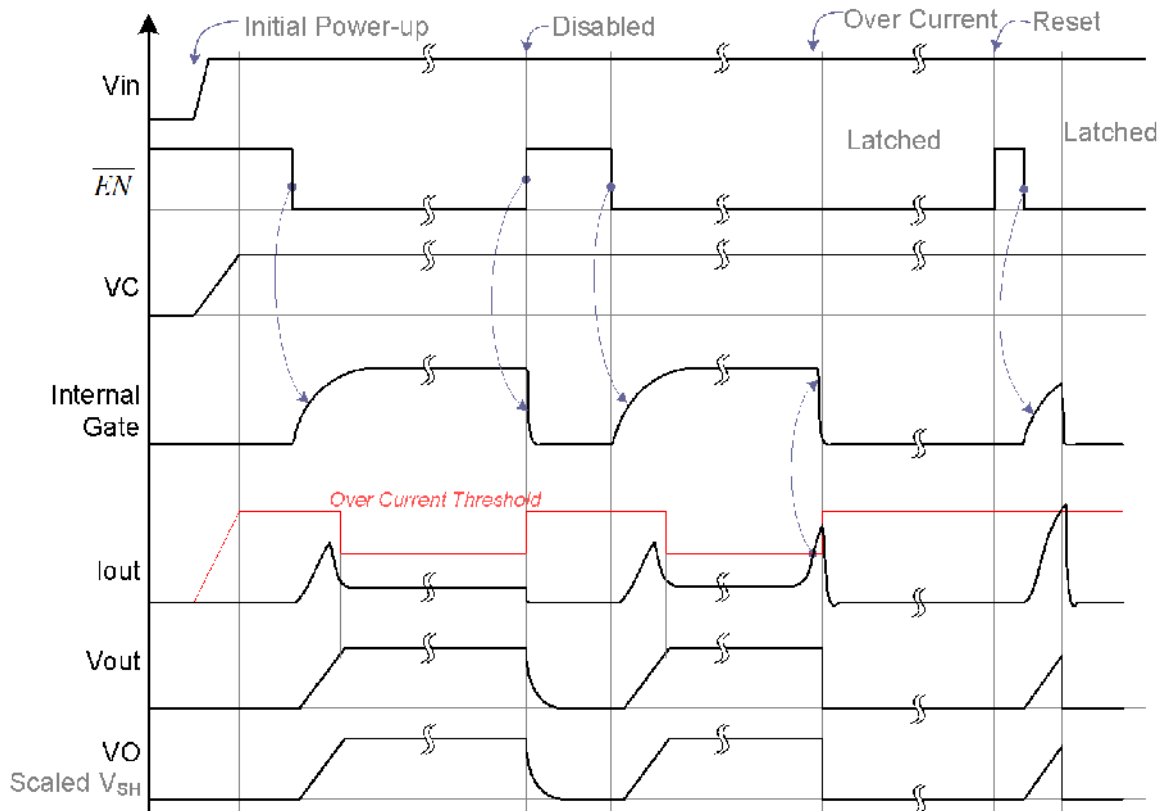 Initial Power-up
Disabled
Over Current
Reset
Vin
Latched
Latched
EN
VC
Internal
Gate
Over Current Threshold
Iout
Vout
VO
Scaled VSH